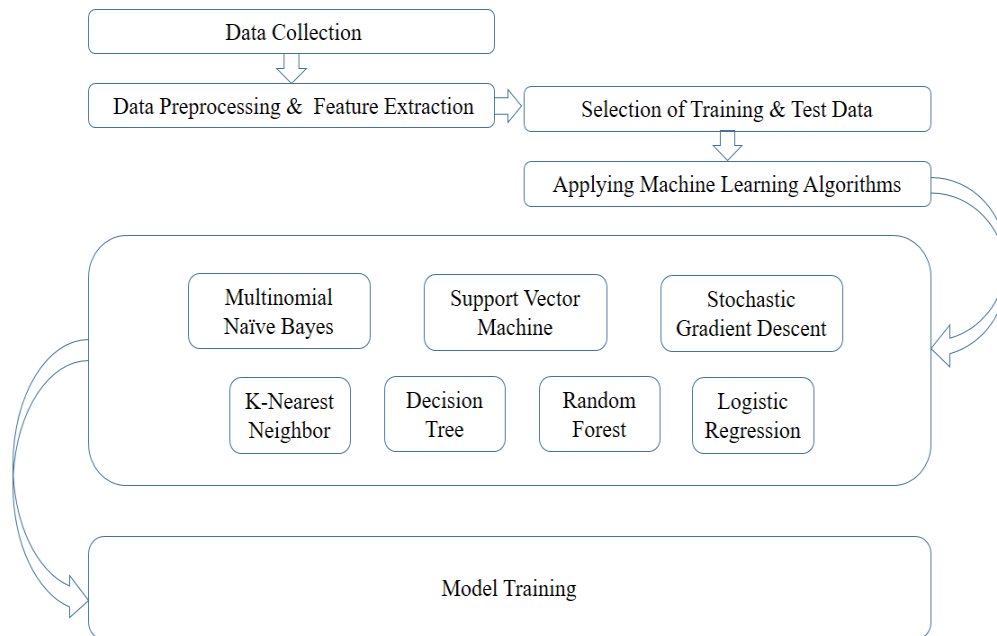 Data Collection
Data Preprocessing & Feature Extraction
Selection of Training & Test Data
Applying Machine Learning Algorithms
Multinomial
Naïve Bayes
Support Vector
Machine
Stochastic
Gradient Descent
K-Nearest
Neighbor
Decision
Tree
Random
Forest
Logistic
Regression
Model Training